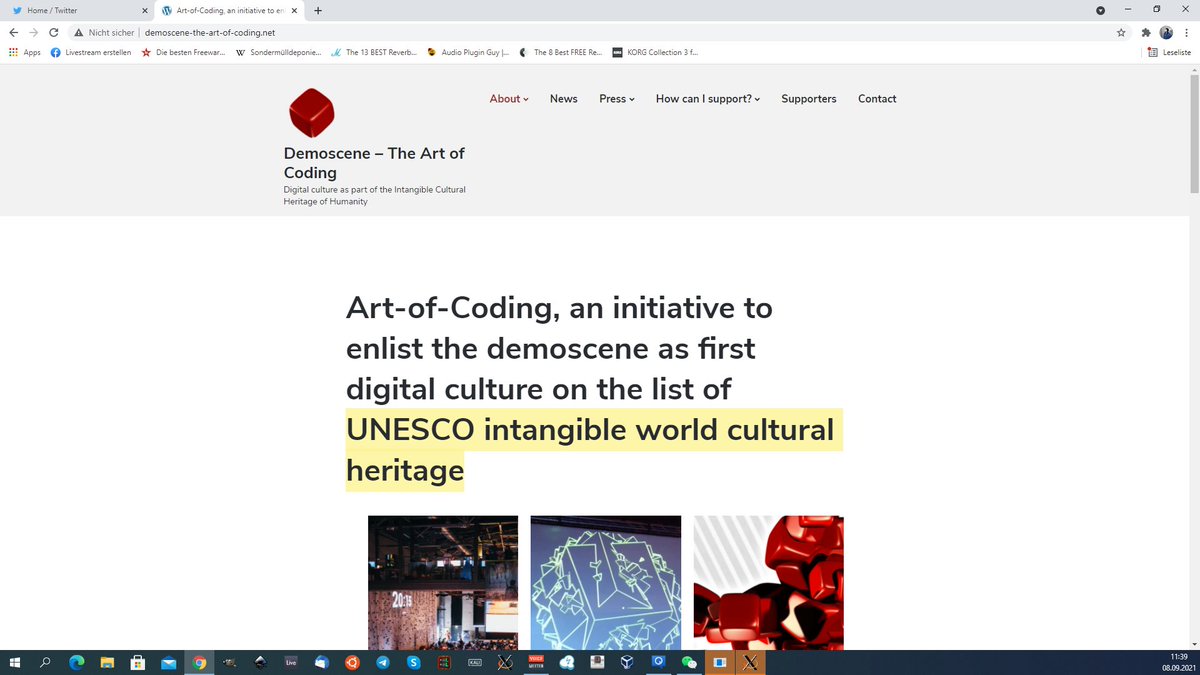 Home / Twitter
Art-of-Coding, an initiative to en
Nicht sicher
demoscene-the-art-of-coding.net
Apps
Livestream erstellen
Die besten Freewar...
Sondermülldeponie...
The 13 BEST Reverb...
Audio Plugin Guy |...
The 8 Best FREE Re...
KORG Collection 3 f...
Leseliste
About
News
Press
How can I support?
Supporters
Contact
Demoscene – The Art of
Coding
Digital culture as part of the Intangible Cultural
Heritage of Humanity
Art-of-Coding, an initiative to
enlist the demoscene as first
digital culture on the list of
UNESCO intangible world cultural
heritage
20:15
Live
KALI
11:39
08.09.2021